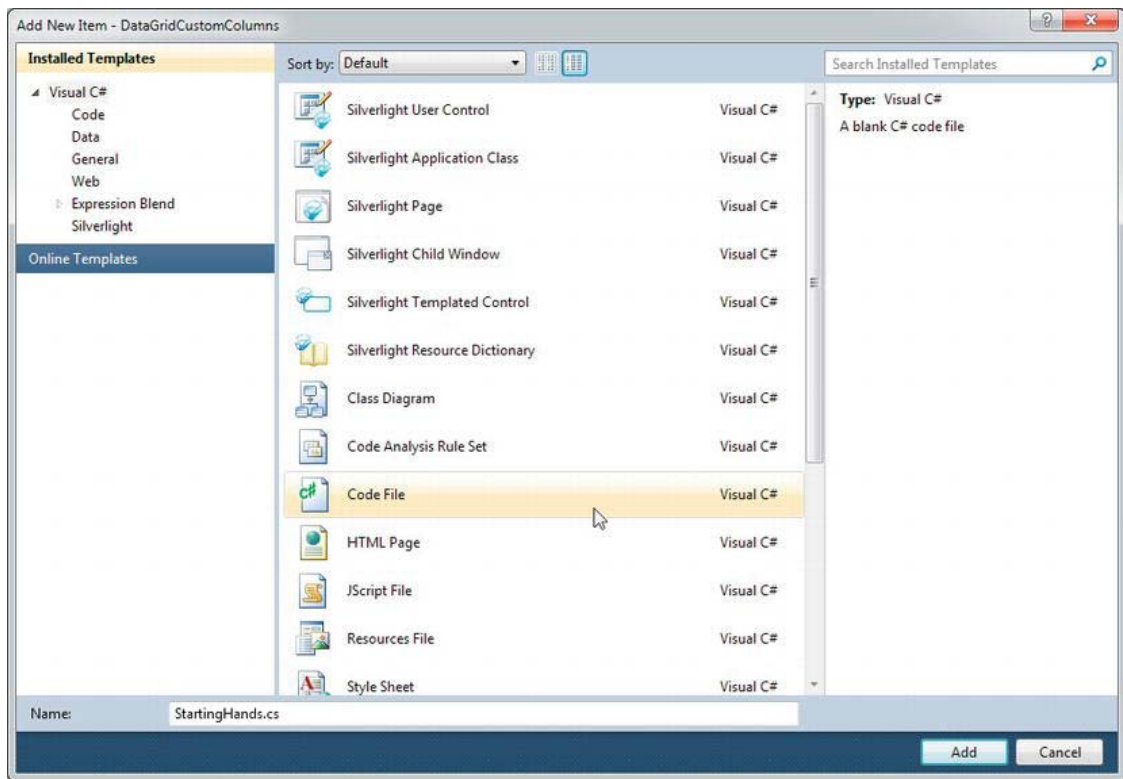 Add New Item - DataGridCustomColumns
Installed Templates
Visual C#
Code
Data
General
Web
Expression Blend
Silverlight
Online Templates
Sort by: Default
Silverlight User Control Visual C#
Silverlight Application Class Visual C#
Silverlight Page Visual C#
Silverlight Child Window Visual C#
Silverlight Templated Control Visual C#
Silverlight Resource Dictionary Visual C#
Class Diagram Visual C#
Code Analysis Rule Set Visual C#
Code File Visual C#
HTML Page Visual C#
JScript File Visual C#
Resources File Visual C#
Style Sheet Visual C#
Search Installed Templates
Type: Visual C#
A blank C# code file
Name: StartingHands.cs
Add Cancel